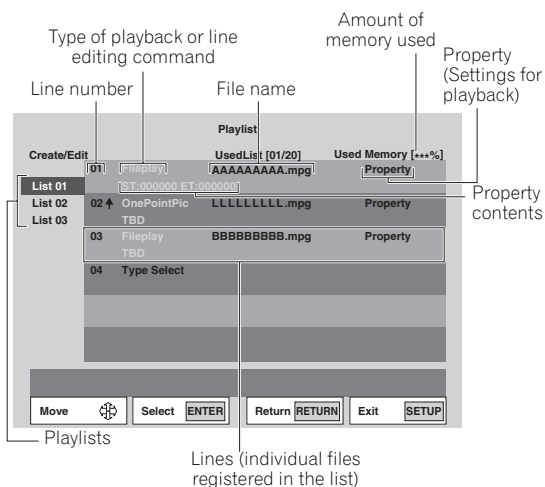 Amount of
memory used
Type of playback or line
editing command
Property
(Settings for
playback)
Line number
File name
Playlist
Create/Edit
UsedList [01/20]
Used Memory [***%]
01 Fileplay AAAAAAAAA.mpg Property
ST:000000 ET:000000
List 01
List 02
List 03
02 OnePointPic LLLLLLLLL.mpg Property
TBD
03 Fileplay BBBBBBBBB.mpg Property
TBD
04 Type Select
Property
contents
Move Select ENTER Return RETURN Exit SETUP
Playlists
Lines (individual files
registered in the list)